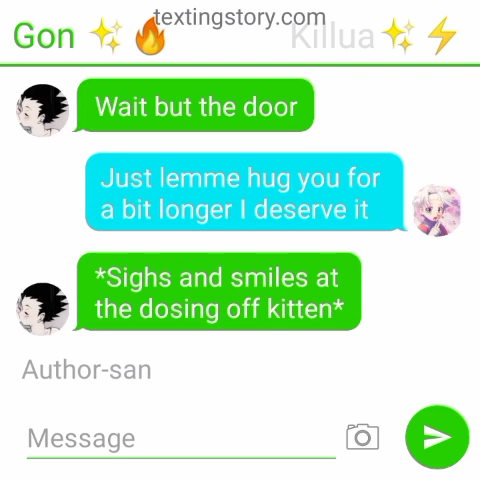 textingstory.com
Gon ✨🔥 Killua✨⚡
Wait but the door
Just lemme hug you for
a bit longer I deserve it
*Sighs and smiles at
the dosing off kitten*
Author-san
Message